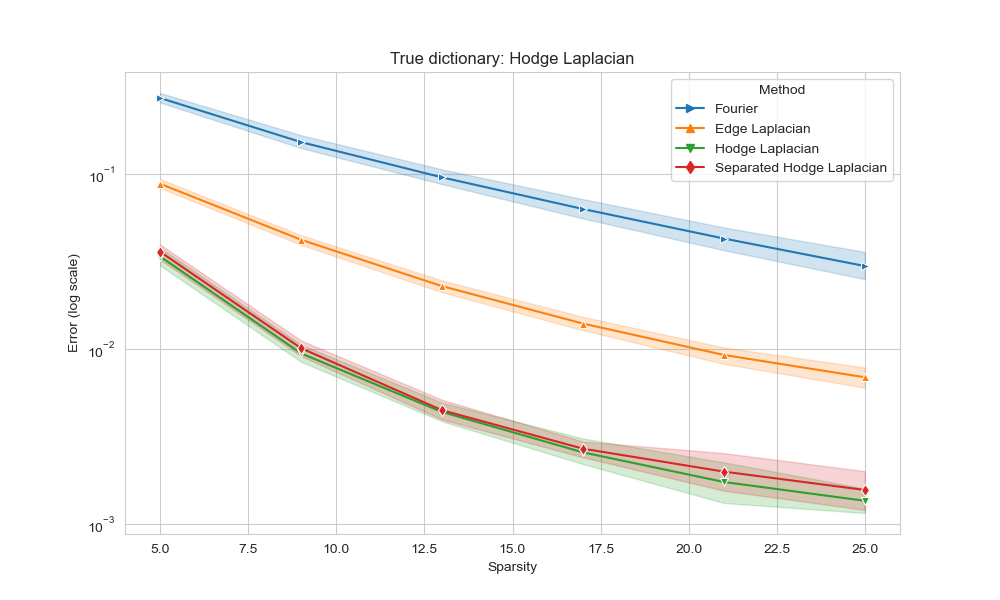 True dictionary: Hodge Laplacian
Method
Fourier
Edge Laplacian
Hodge Laplacian
Separated Hodge Laplacian
Error (log scale)
10⁻¹
10⁻²
10⁻³
5.0 7.5 10.0 12.5 15.0 17.5 20.0 22.5 25.0
Sparsity